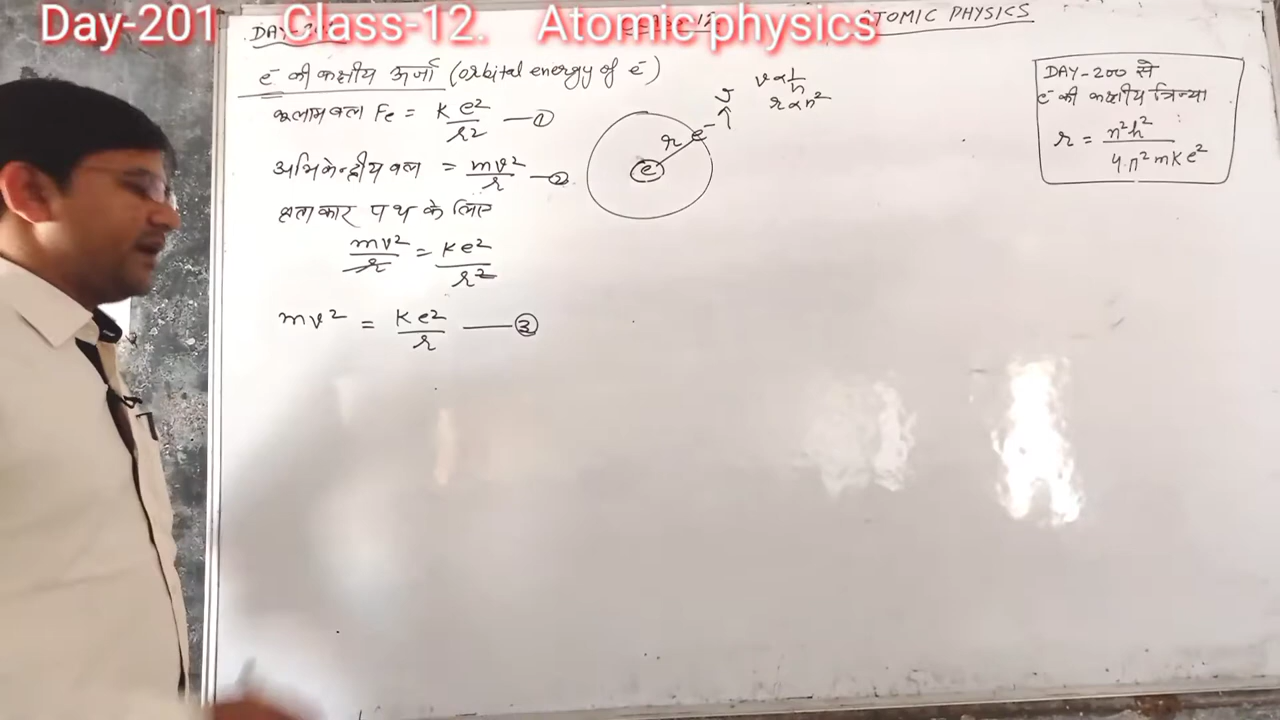 Day-201 Class-12. Atomic physics
ATOMIC PHYSICS
e⁻ की कक्षीय ऊर्जा (orbital energy of e⁻)
कूलाम बल Fe = K e²/r² —①
अभिकेन्द्रीय बल = mv²/r —②
वृत्ताकार पथ के लिए
mv²/r = Ke²/r²
mv² = Ke²/r ——③
v
r e⁻
e
v∝1/n
r∝n²
DAY-200 से
e⁻ की कक्षीय त्रिज्या
r = n²h²/4π²mKe²